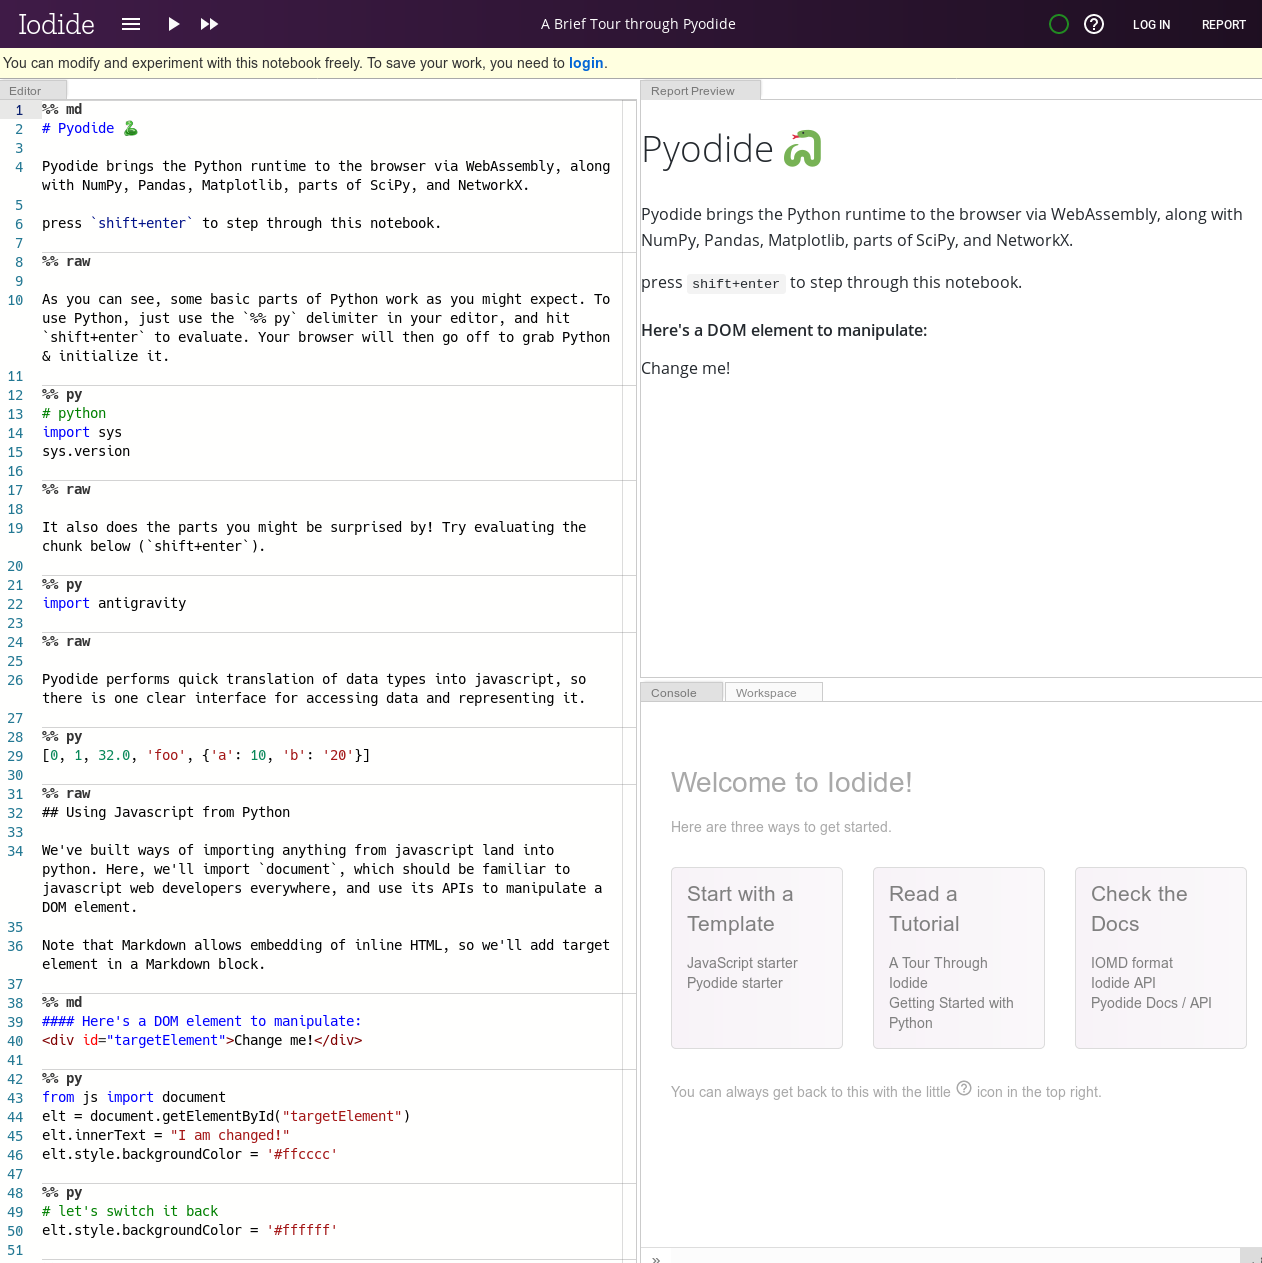 Iodide
A Brief Tour through Pyodide
LOG IN
REPORT
You can modify and experiment with this notebook freely. To save your work, you need to login.
Editor
1 %% md
2 # Pyodide 🐍
3
4 Pyodide brings the Python runtime to the browser via WebAssembly, along
with NumPy, Pandas, Matplotlib, parts of SciPy, and NetworkX.
5
6 press `shift+enter` to step through this notebook.
7
8 %% raw
9
10 As you can see, some basic parts of Python work as you might expect. To
use Python, just use the `%% py` delimiter in your editor, and hit
`shift+enter` to evaluate. Your browser will then go off to grab Python
& initialize it.
11
12 %% py
13 # python
14 import sys
15 sys.version
16
17 %% raw
18
19 It also does the parts you might be surprised by! Try evaluating the
chunk below (`shift+enter`).
20
21 %% py
22 import antigravity
23
24 %% raw
25
26 Pyodide performs quick translation of data types into javascript, so
there is one clear interface for accessing data and representing it.
27
28 %% py
29 [0, 1, 32.0, 'foo', {'a': 10, 'b': '20'}]
30
31 %% raw
32 ## Using Javascript from Python
33
34 We've built ways of importing anything from javascript land into
python. Here, we'll import `document`, which should be familiar to
javascript web developers everywhere, and use its APIs to manipulate a
DOM element.
35
36 Note that Markdown allows embedding of inline HTML, so we'll add target
element in a Markdown block.
37
38 %% md
39 #### Here's a DOM element to manipulate:
40 <div id="targetElement">Change me!</div>
41
42 %% py
43 from js import document
44 elt = document.getElementById("targetElement")
45 elt.innerText = "I am changed!"
46 elt.style.backgroundColor = '#ffcccc'
47
48 %% py
49 # let's switch it back
50 elt.style.backgroundColor = '#ffffff'
51
Report Preview
Pyodide 🐍
Pyodide brings the Python runtime to the browser via WebAssembly, along with
NumPy, Pandas, Matplotlib, parts of SciPy, and NetworkX.
press shift+enter to step through this notebook.
Here's a DOM element to manipulate:
Change me!
Console
Workspace
Welcome to Iodide!
Here are three ways to get started.
Start with a
Template
JavaScript starter
Pyodide starter
Read a
Tutorial
A Tour Through
Iodide
Getting Started with
Python
Check the
Docs
IOMD format
Iodide API
Pyodide Docs / API
You can always get back to this with the little ? icon in the top right.
»